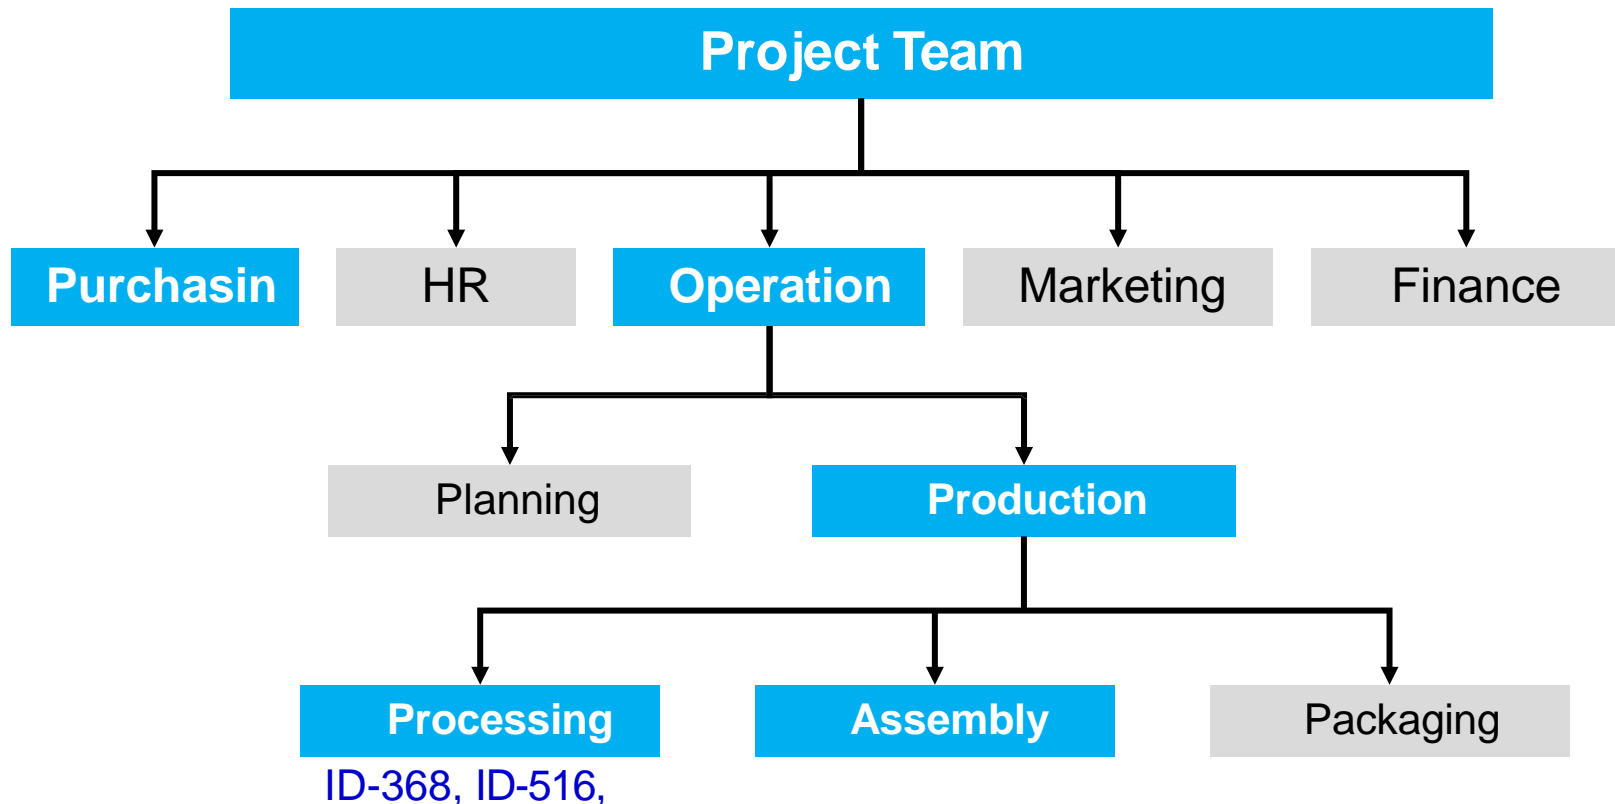 Project Team
Purchasin
HR
Operation
Marketing
Finance
Planning
Production
Processing
Assembly
Packaging
ID-368, ID-516,